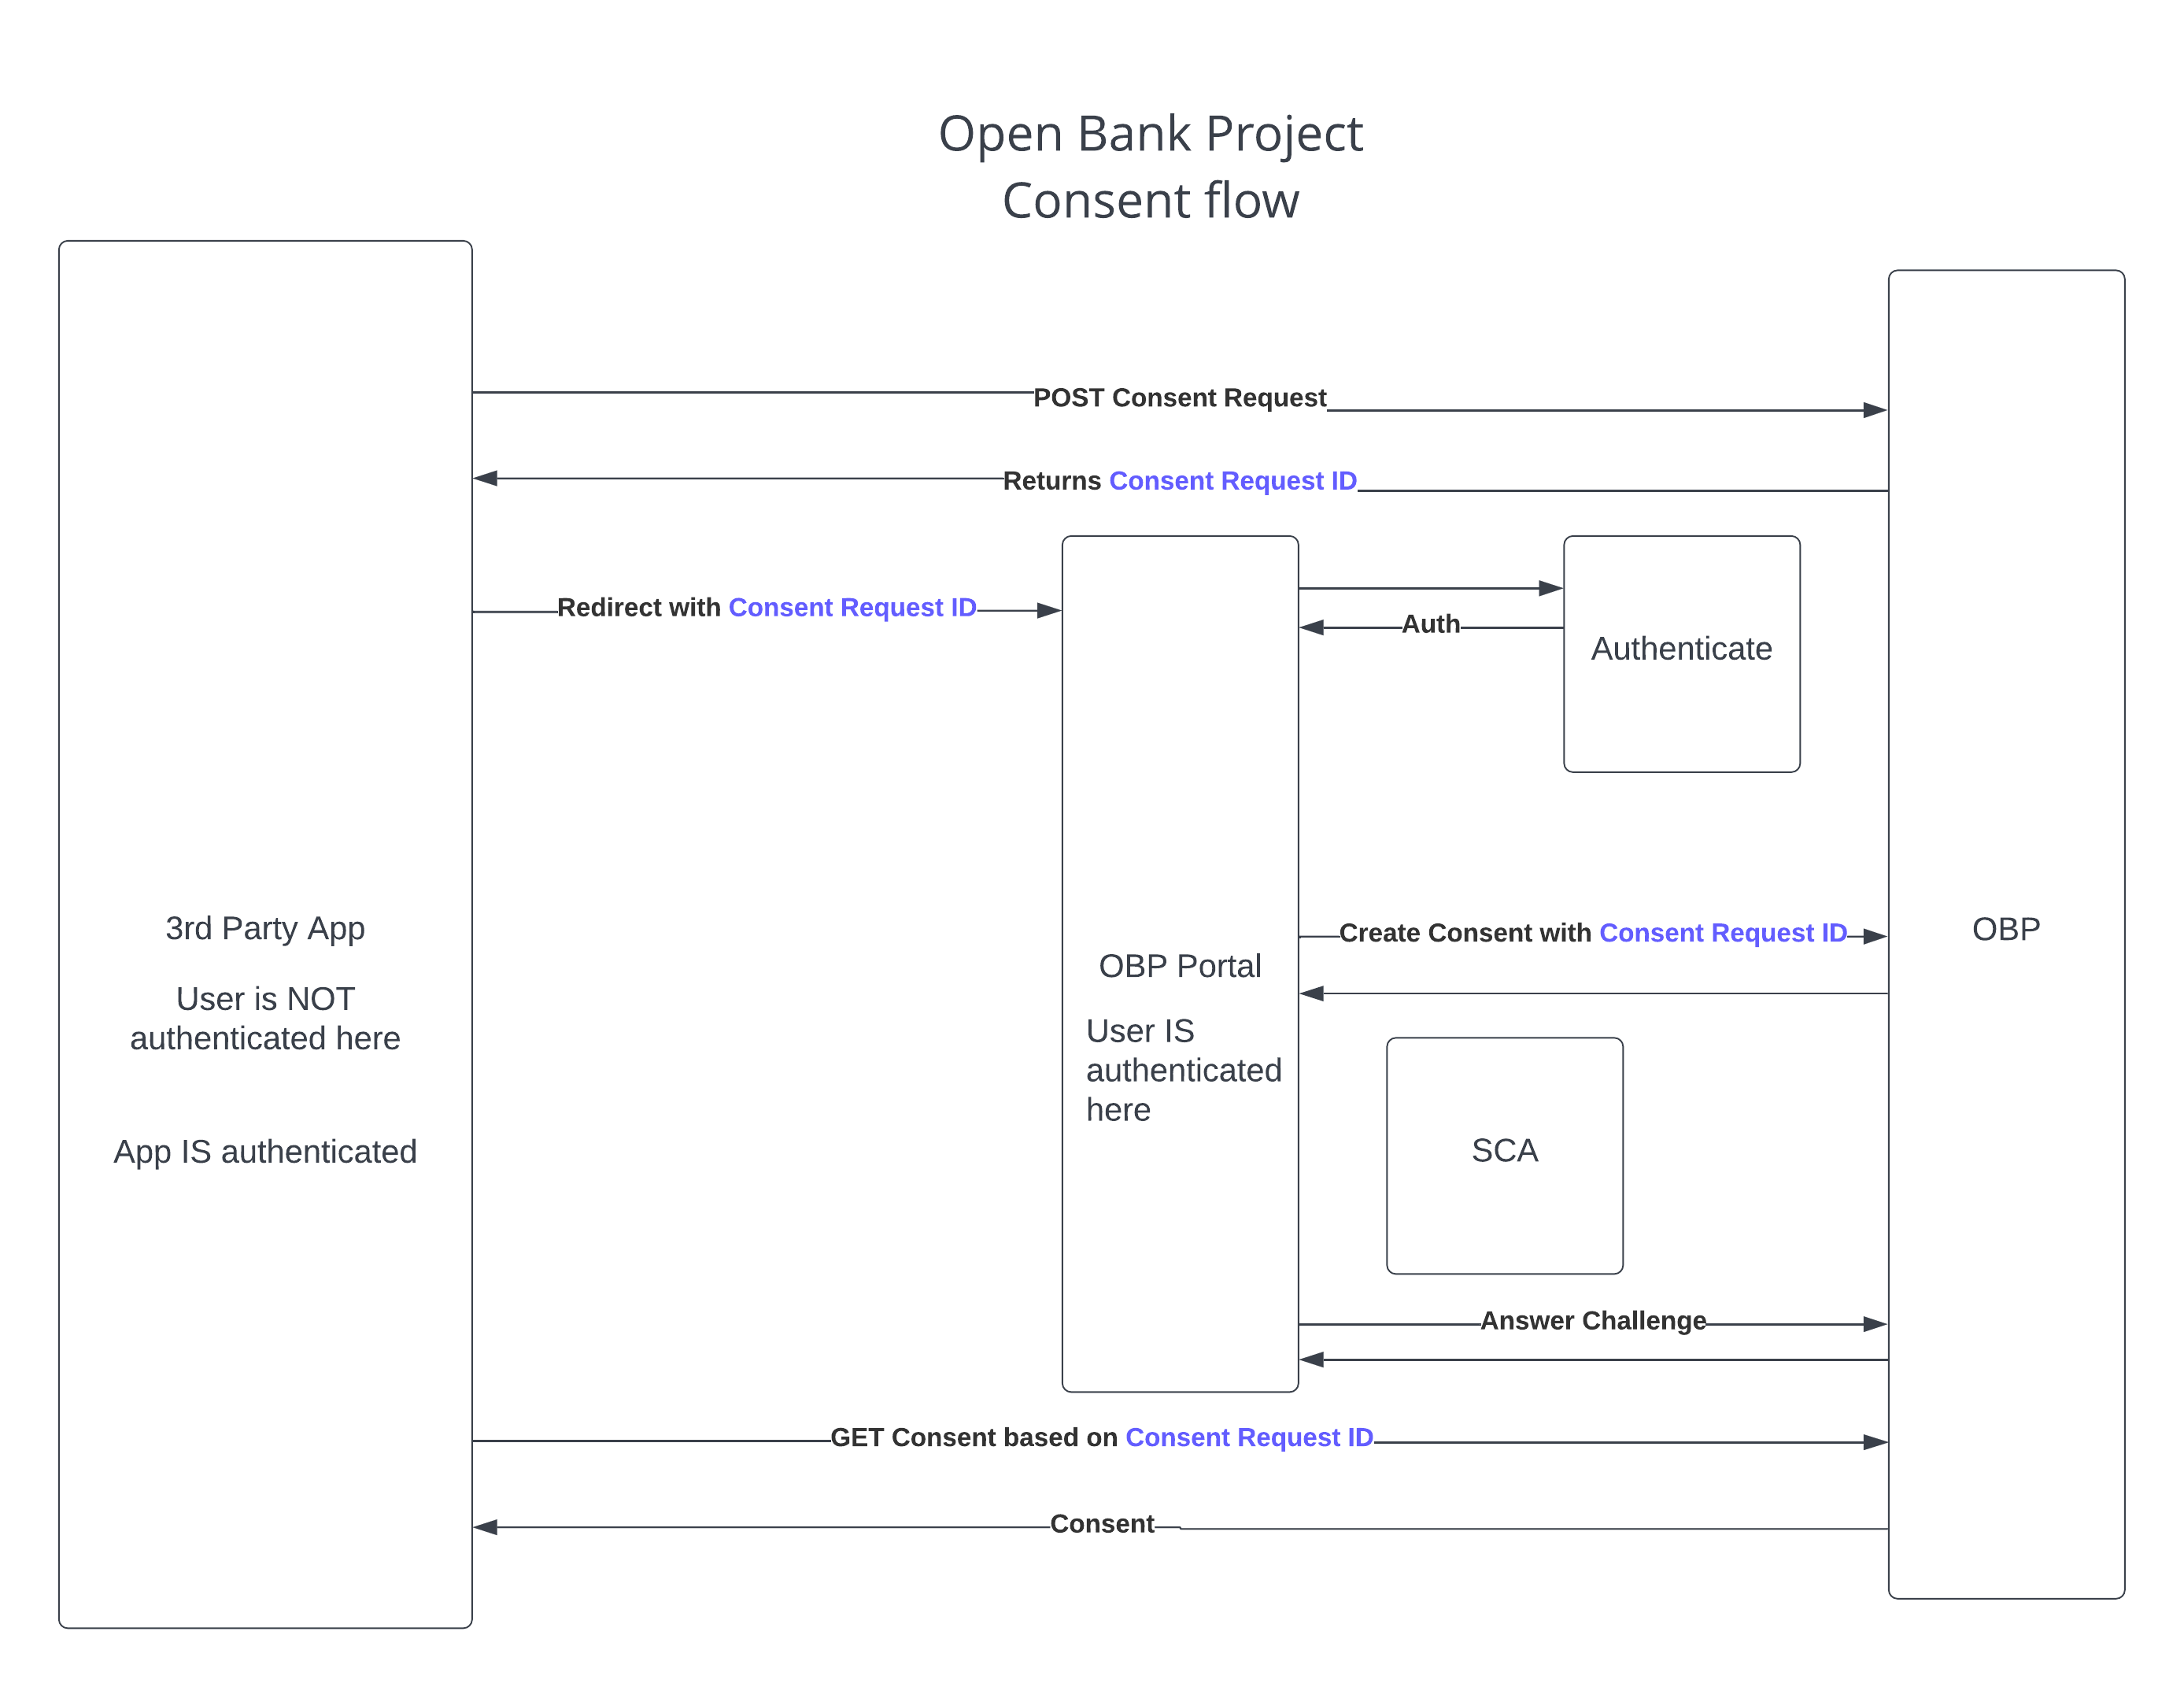 Open Bank Project
Consent flow
POST Consent Request
Returns Consent Request ID
Redirect with Consent Request ID
Auth
Authenticate
3rd Party App
User is NOT
authenticated here
App IS authenticated
OBP Portal
User IS
authenticated
here
Create Consent with Consent Request ID
OBP
SCA
Answer Challenge
GET Consent based on Consent Request ID
Consent